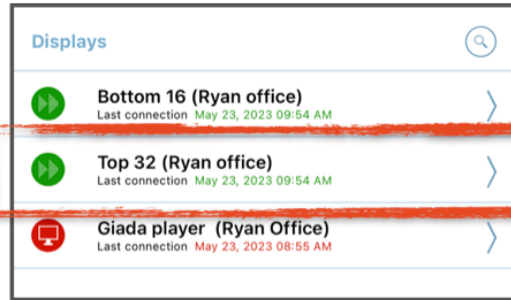 Displays
Bottom 16 (Ryan office)
Last connection May 23, 2023 09:54 AM
Top 32 (Ryan office)
Last connection May 23, 2023 09:54 AM
Giada player (Ryan Office)
Last connection May 23, 2023 08:55 AM